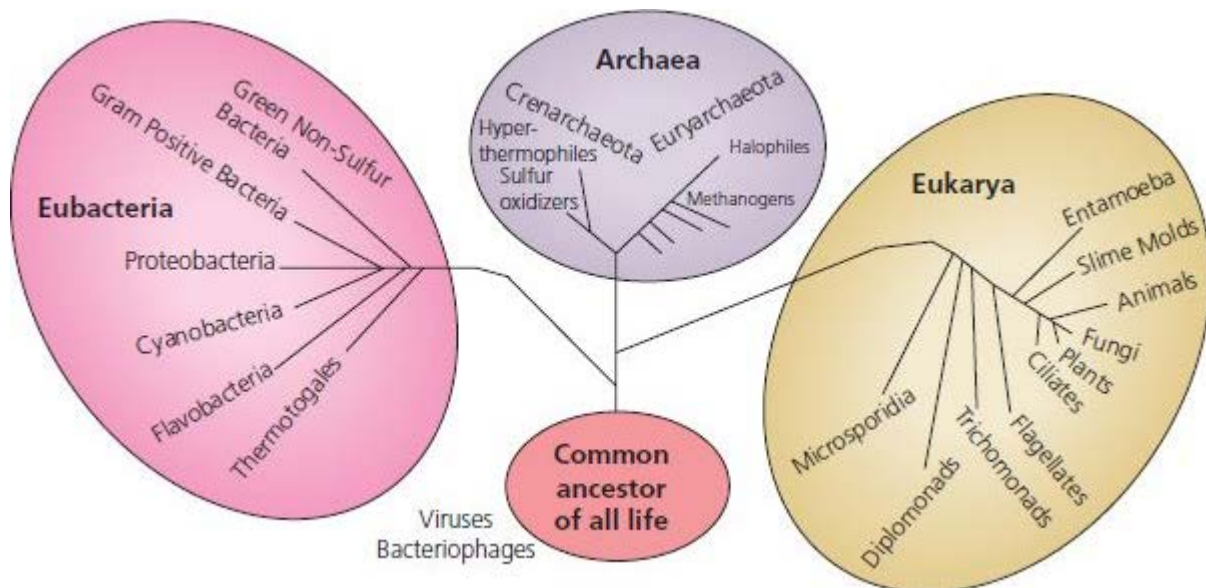 Eubacteria
Green Non-Sulfur
Bacteria
Gram Positive Bacteria
Proteobacteria
Cyanobacteria
Flavobacteria
Thermotogales
Archaea
Crenarchaeota
Euryarchaeota
Hyper-
thermophiles
Sulfur
oxidizers
Halophiles
Methanogens
Eukarya
Entamoeba
Slime Molds
Animals
Fungi
Plants
Ciliates
Flagellates
Trichomonads
Diplomonads
Microsporidia
Common
ancestor
of all life
Viruses
Bacteriophages